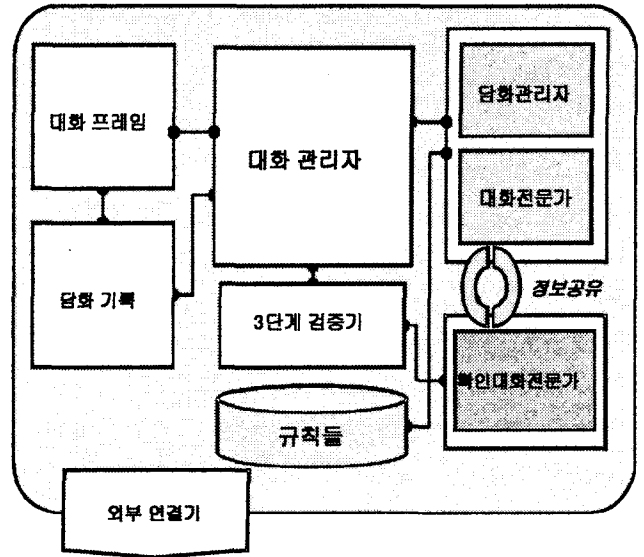 대화 프레임
대화 관리자
담화관리자
대화전문가
담화 기록
3단계 검증기
정보공유
확인대화전문가
규칙들
외부 연결기